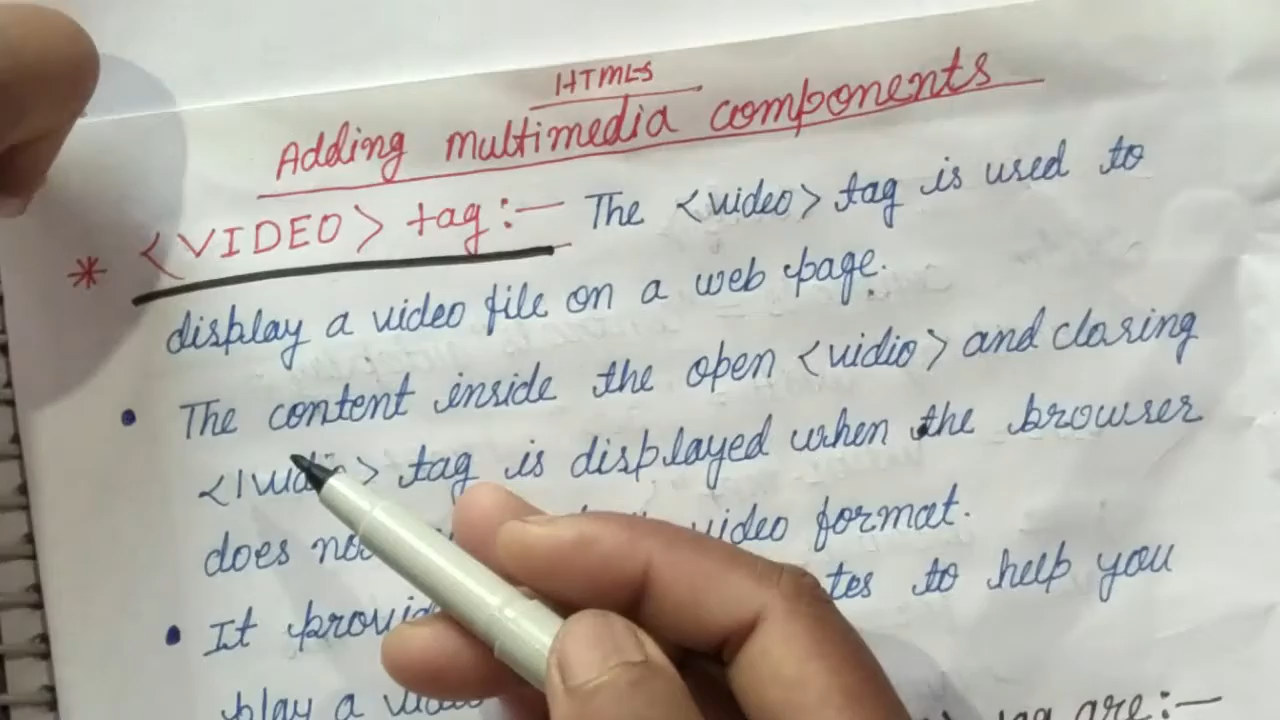 HTML5
Adding multimedia components
* <VIDEO> tag:- The <video> tag is used to
display a video file on a web page.
• The content inside the open <vidio> and closing
tag is displayed when the browser
does video format.
• It to help you
play a
are:-